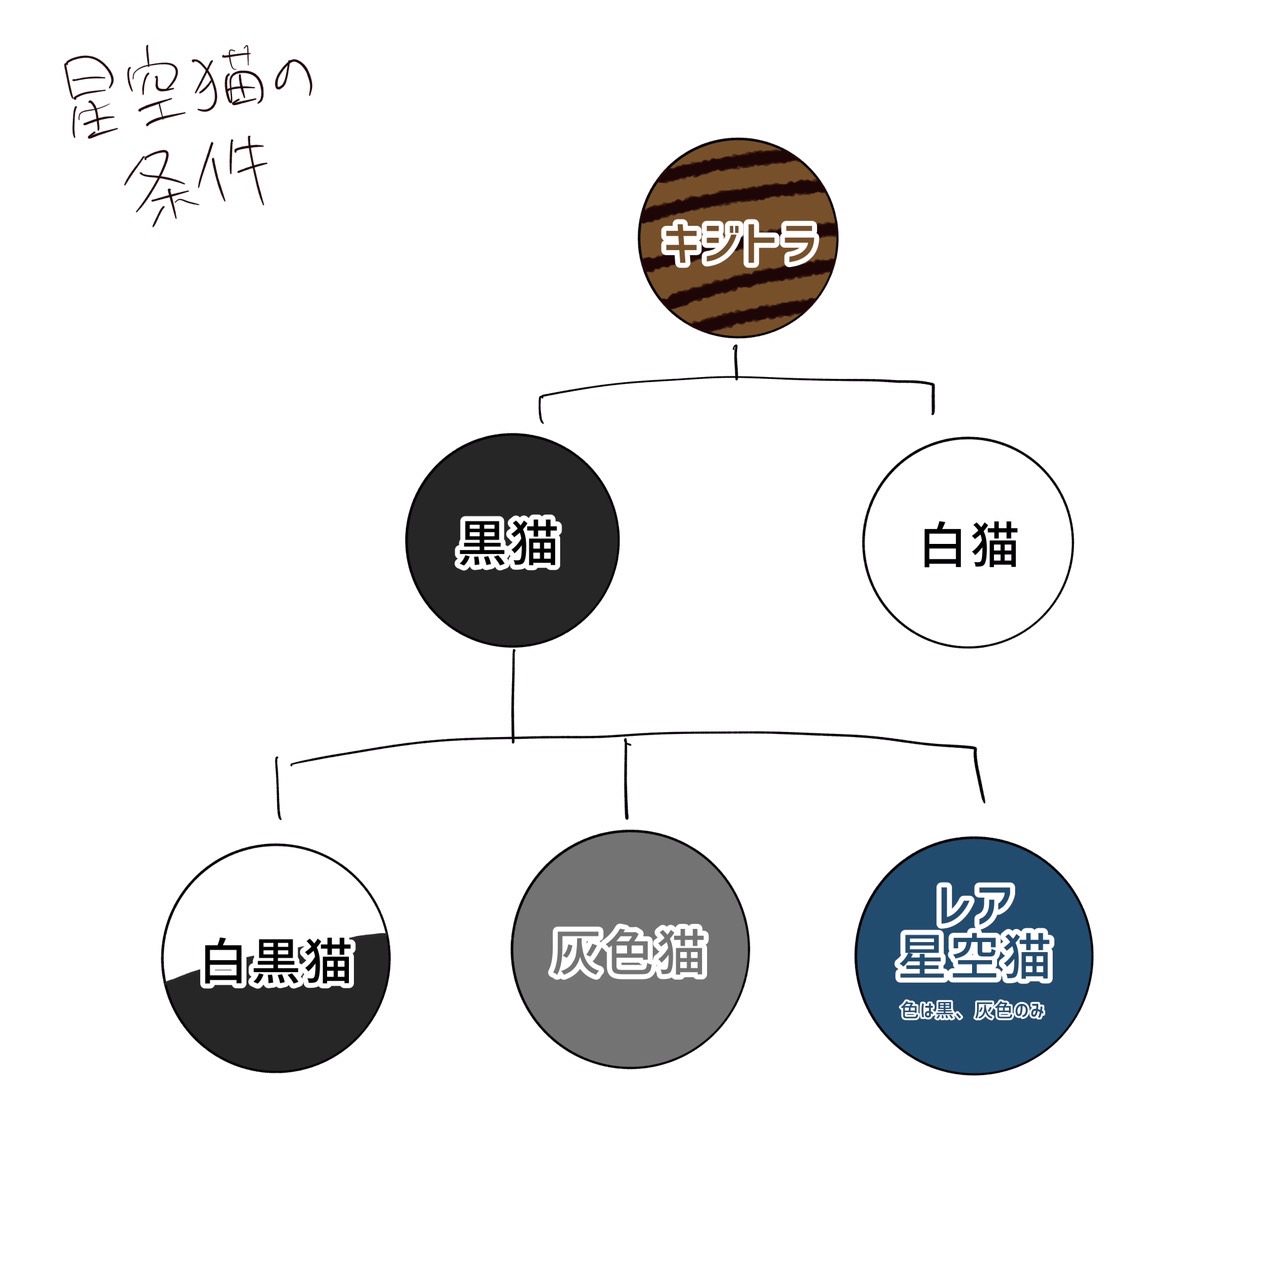 星空猫の
条件
キジトラ
黒猫
白猫
白黒猫
灰色猫
レア
星空猫
色は黒、灰色のみ